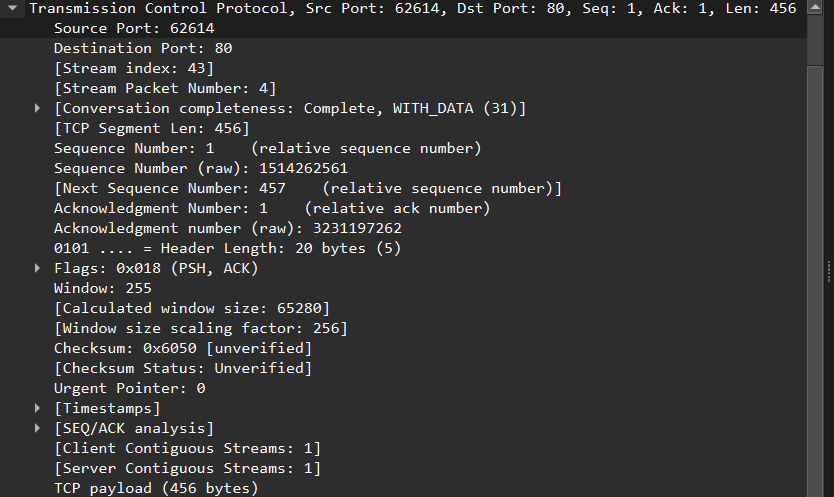 Transmission Control Protocol, Src Port: 62614, Dst Port: 80, Seq: 1, Ack: 1, Len: 456
Source Port: 62614
Destination Port: 80
[Stream index: 43]
[Stream Packet Number: 4]
[Conversation completeness: Complete, WITH_DATA (31)]
[TCP Segment Len: 456]
Sequence Number: 1    (relative sequence number)
Sequence Number (raw): 1514262561
[Next Sequence Number: 457    (relative sequence number)]
Acknowledgment Number: 1    (relative ack number)
Acknowledgment number (raw): 3231197262
0101 .... = Header Length: 20 bytes (5)
Flags: 0x018 (PSH, ACK)
Window: 255
[Calculated window size: 65280]
[Window size scaling factor: 256]
Checksum: 0x6050 [unverified]
[Checksum Status: Unverified]
Urgent Pointer: 0
[Timestamps]
[SEQ/ACK analysis]
[Client Contiguous Streams: 1]
[Server Contiguous Streams: 1]
TCP payload (456 bytes)